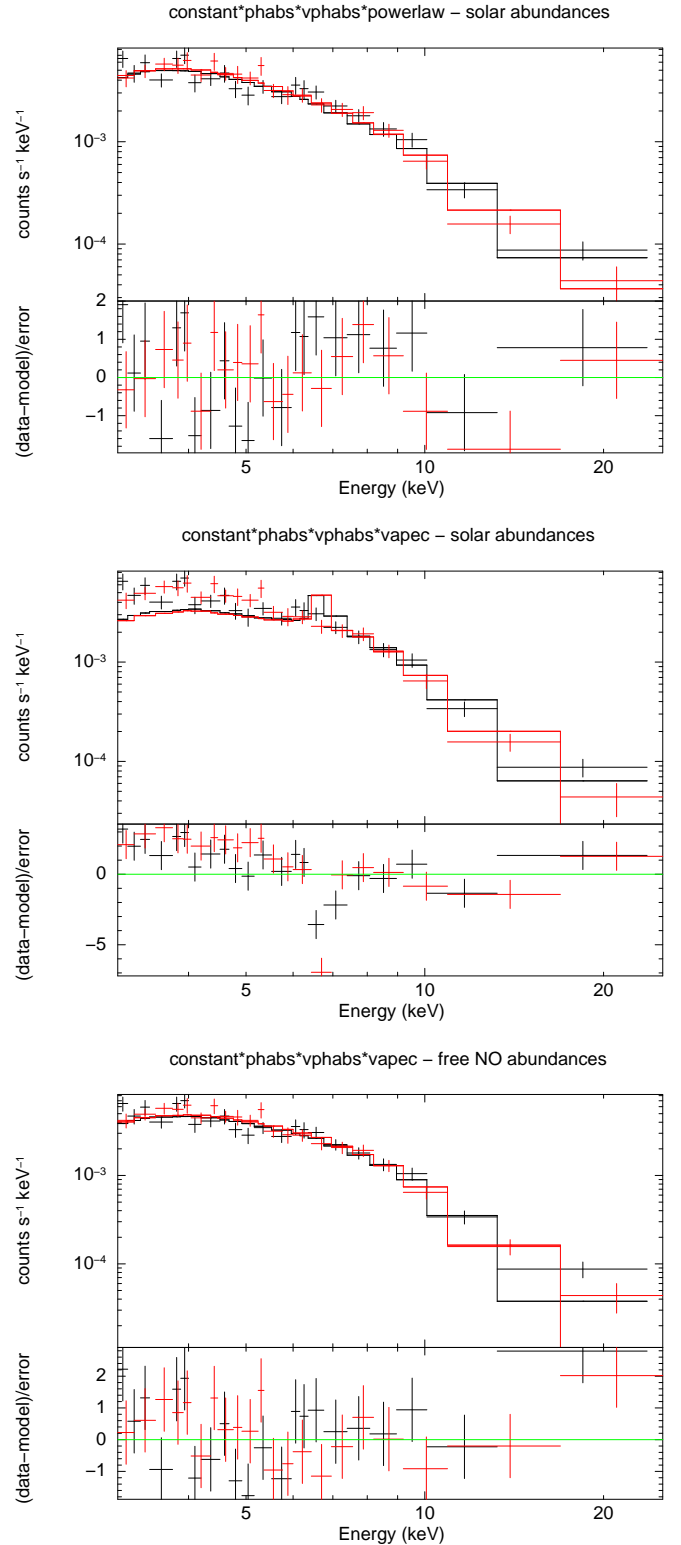 constant*phabs*vphabs*powerlaw − solar abundances
counts s⁻¹ keV⁻¹
10⁻³
10⁻⁴
(data−model)/error
2
1
0
−1
5
10
20
Energy (keV)
constant*phabs*vphabs*vapec − solar abundances
counts s⁻¹ keV⁻¹
10⁻³
10⁻⁴
(data−model)/error
0
−5
5
10
20
Energy (keV)
constant*phabs*vphabs*vapec − free NO abundances
counts s⁻¹ keV⁻¹
10⁻³
10⁻⁴
(data−model)/error
2
1
0
−1
5
10
20
Energy (keV)